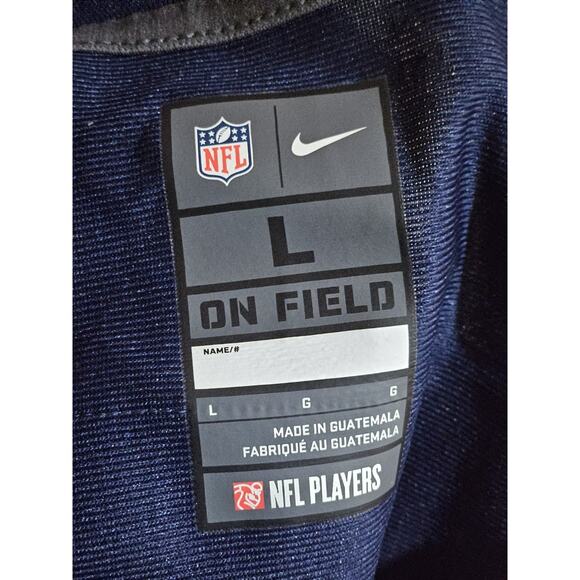 NFL
L
ON FIELD
NAME/#
L G G
MADE IN GUATEMALA
FABRIQUÉ AU GUATEMALA
NFL PLAYERS